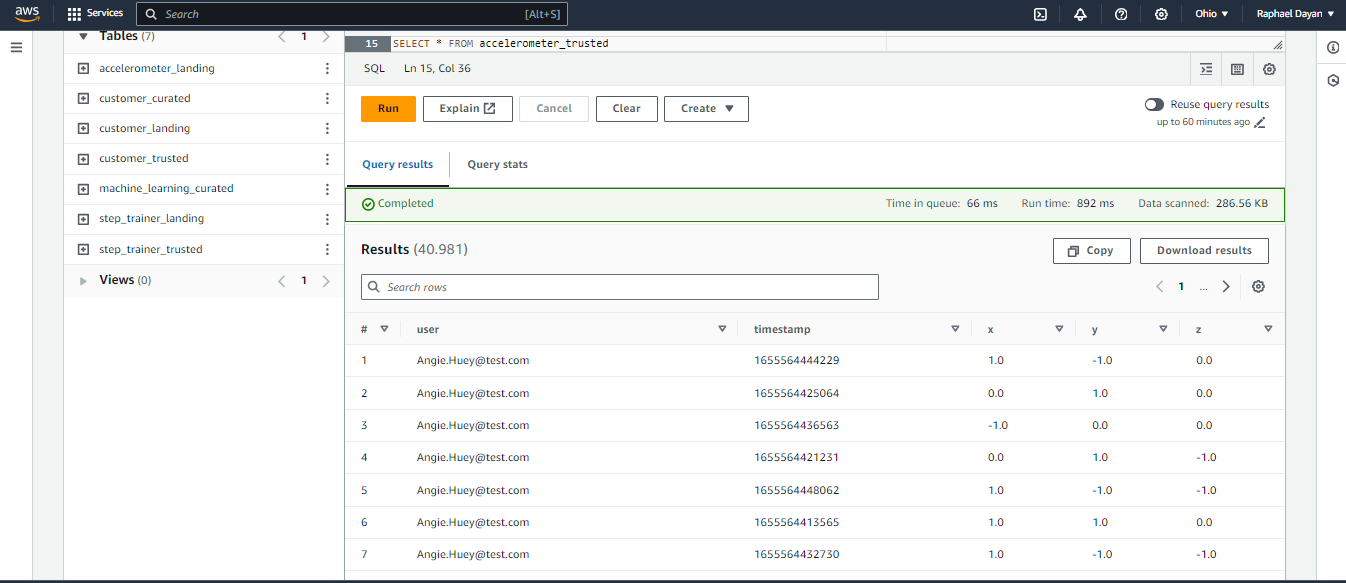 aws Services Search [Alt+S] Ohio Raphael Dayan
Tables (7) 1
accelerometer_landing
customer_curated
customer_landing
customer_trusted
machine_learning_curated
step_trainer_landing
step_trainer_trusted
Views (0) 1
15 SELECT * FROM accelerometer_trusted
SQL Ln 15, Col 36
Run Explain Cancel Clear Create
Reuse query results
up to 60 minutes ago
Query results Query stats
Completed Time in queue: 66 ms Run time: 892 ms Data scanned: 286.56 KB
Results (40.981) Copy Download results
Search rows 1 ...
# user timestamp x y z
1 Angie.Huey@test.com 1655564444229 1.0 -1.0 0.0
2 Angie.Huey@test.com 1655564425064 0.0 1.0 0.0
3 Angie.Huey@test.com 1655564436563 -1.0 0.0 0.0
4 Angie.Huey@test.com 1655564421231 0.0 1.0 -1.0
5 Angie.Huey@test.com 1655564448062 1.0 -1.0 -1.0
6 Angie.Huey@test.com 1655564413565 1.0 1.0 0.0
7 Angie.Huey@test.com 1655564432730 1.0 -1.0 -1.0